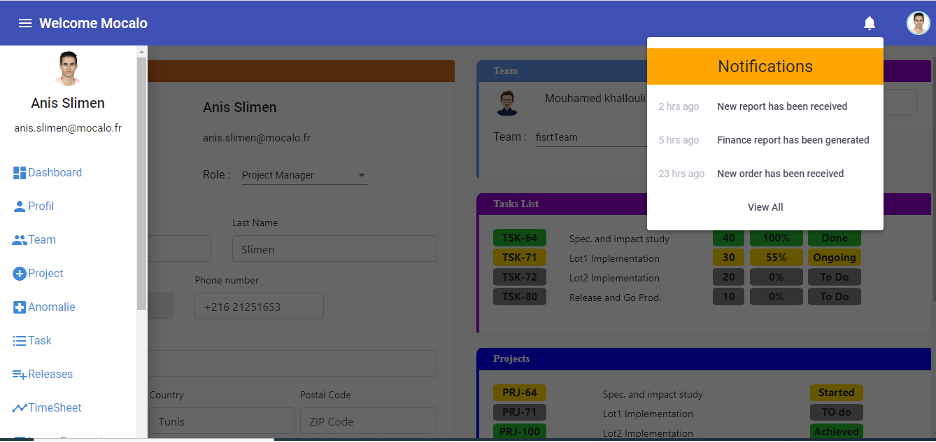 Welcome Mocalo
Anis Slimen
anis.slimen@mocalo.fr
Dashboard
Profil
Team
Project
Anomalie
Task
Releases
TimeSheet
Anis Slimen
anis.slimen@mocalo.fr
Role : Project Manager
Last Name
Slimen
Phone number
+216 21251653
Country
Tunis
Postal Code
ZIP Code
Team
Mouhamed khallouli
Team : fisrtTeam
Notifications
2 hrs ago New report has been received
5 hrs ago Finance report has been generated
23 hrs ago New order has been received
View All
Tasks List
TSK-64 Spec. and impact study 40 100% Done
TSK-71 Lot1 Implementation 30 55% Ongoing
TSK-72 Lot2 Implementation 20 0% To Do
TSK-80 Release and Go Prod. 10 0% To Do
Projects
PRJ-64 Spec. and impact study Started
PRJ-71 Lot1 Implementation TO do
PRJ-100 Lot2 Implementation Achieved